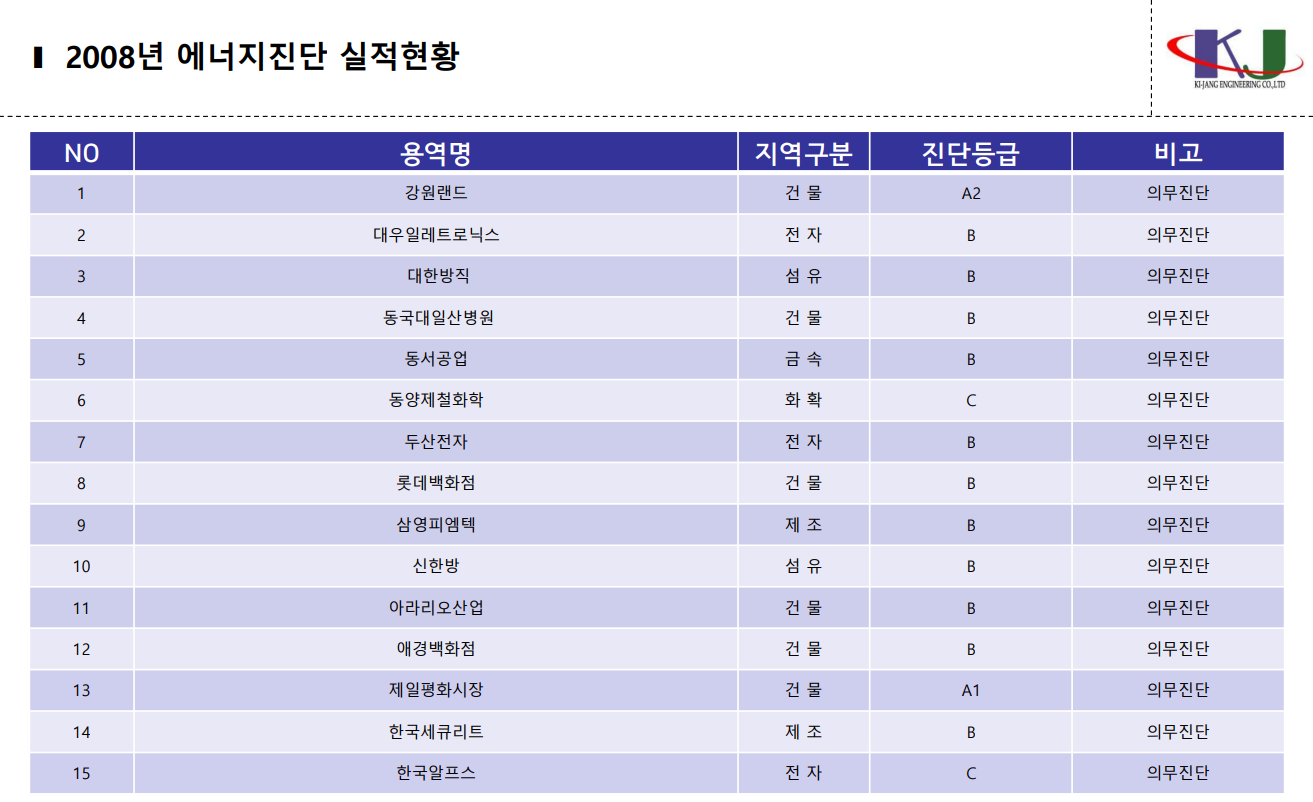 2008년 에너지진단 실적현황
KJ
KI-JANG ENGINEERING CO.,LTD
NO 용역명 지역구분 진단등급 비고
1 강원랜드 건 물 A2 의무진단
2 대우일레트로닉스 전 자 B 의무진단
3 대한방직 섬 유 B 의무진단
4 동국대일산병원 건 물 B 의무진단
5 동서공업 금 속 B 의무진단
6 동양제철화학 화 확 C 의무진단
7 두산전자 전 자 B 의무진단
8 롯데백화점 건 물 B 의무진단
9 삼영피엠텍 제 조 B 의무진단
10 신한방 섬 유 B 의무진단
11 아라리오산업 건 물 B 의무진단
12 애경백화점 건 물 B 의무진단
13 제일평화시장 건 물 A1 의무진단
14 한국세큐리트 제 조 B 의무진단
15 한국알프스 전 자 C 의무진단